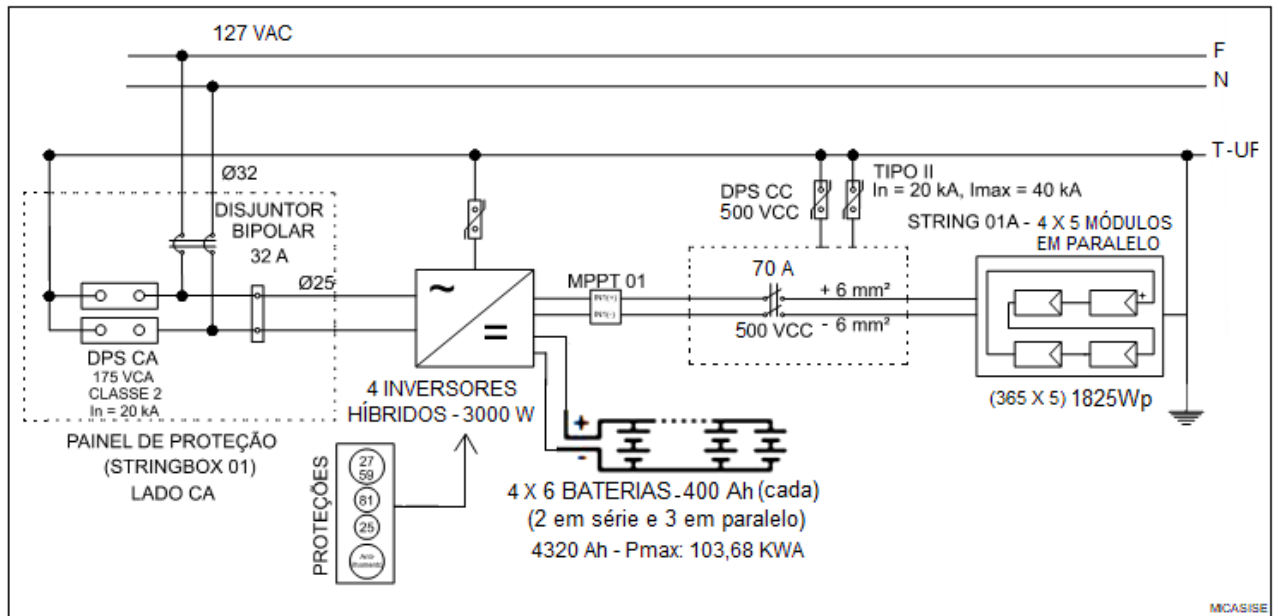 127 VAC
F
N
T-UF
Ø32
DISJUNTOR
BIPOLAR
32 A
Ø25
DPS CA
175 VCA
CLASSE 2
In = 20 kA
PAINEL DE PROTEÇÃO
(STRINGBOX 01)
LADO CA
~
=
4 INVERSORES
HÍBRIDOS - 3000 W
PROTEÇÕES
27
59
81
25
MPPT 01
INT(+)
INT(-)
DPS CC
500 VCC
TIPO II
In = 20 kA, Imax = 40 kA
70 A
500 VCC
+ 6 mm²
- 6 mm²
STRING 01A - 4 X 5 MÓDULOS
EM PARALELO
+
(365 X 5) 1825Wp
+
-
4 X 6 BATERIAS - 400 Ah (cada)
(2 em série e 3 em paralelo)
4320 Ah - Pmax: 103,68 KWA
MICASISE